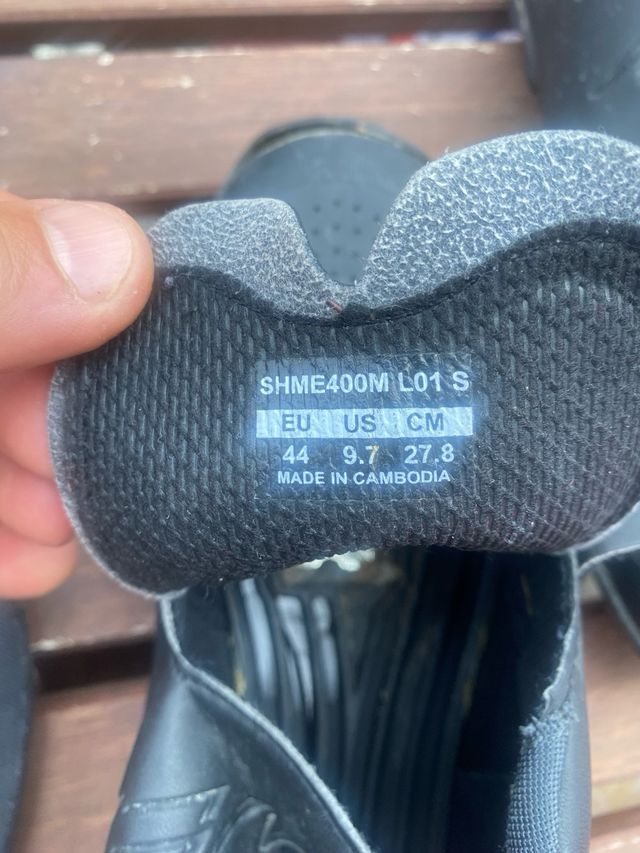 SHME400M L01 S
EU US CM
44 9.7 27.8
MADE IN CAMBODIA